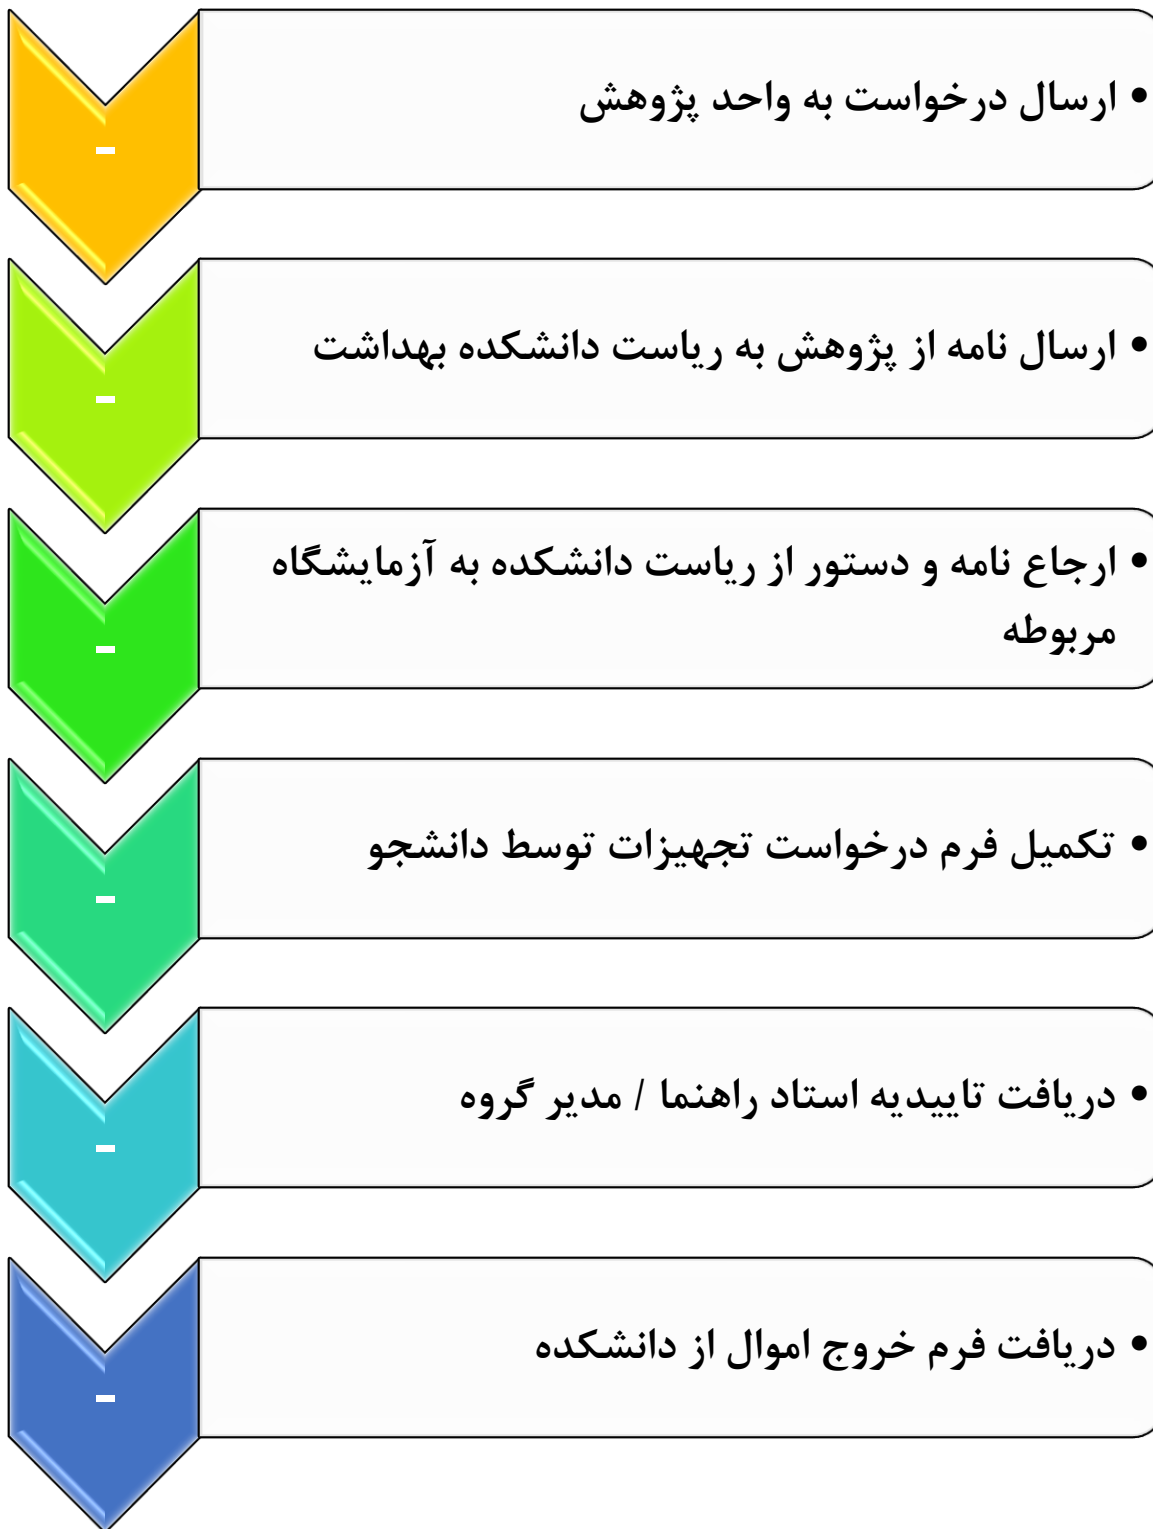 -
• ارسال درخواست به واحد پژوهش
-
• ارسال نامه از پژوهش به ریاست دانشکده بهداشت
-
• ارجاع نامه و دستور از ریاست دانشکده به آزمایشگاه
مربوطه
-
• تکمیل فرم درخواست تجهیزات توسط دانشجو
-
• دریافت تاییدیه استاد راهنما / مدیر گروه
-
• دریافت فرم خروج اموال از دانشکده